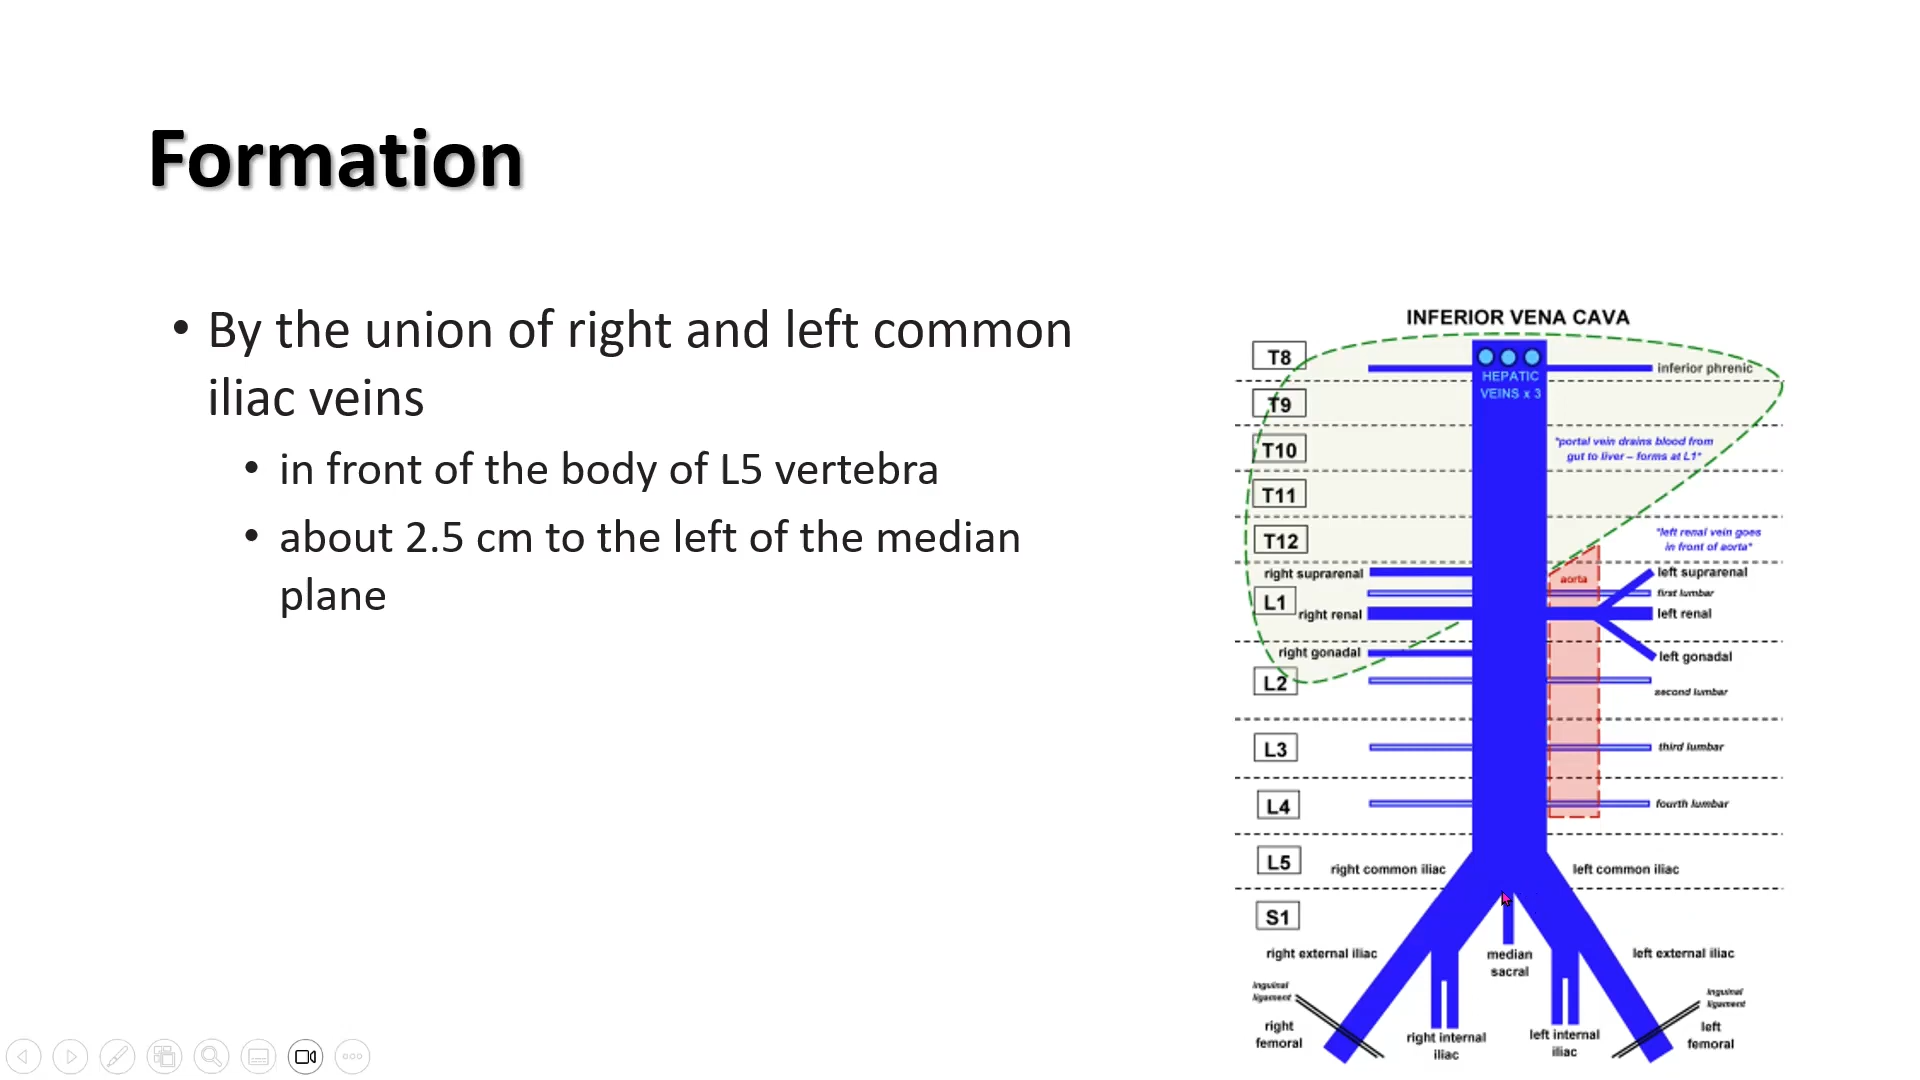 Formation
• By the union of right and left common
iliac veins
• in front of the body of L5 vertebra
• about 2.5 cm to the left of the median
plane
INFERIOR VENA CAVA
T8
HEPATIC
VEINS x 3
inferior phrenic
T9
T10
"portal vein drains blood from
gut to liver – forms at L1"
T11
T12
"left renal vein goes
in front of aorta"
right suprarenal
aorta
left suprarenal
first lumbar
L1
right renal
left renal
right gonadal
left gonadal
L2
second lumbar
L3
third lumbar
L4
fourth lumbar
L5
right common iliac
left common iliac
S1
right external iliac
median
sacral
left external iliac
inguinal
ligament
inguinal
ligament
right
femoral
right internal
iliac
left internal
iliac
left
femoral